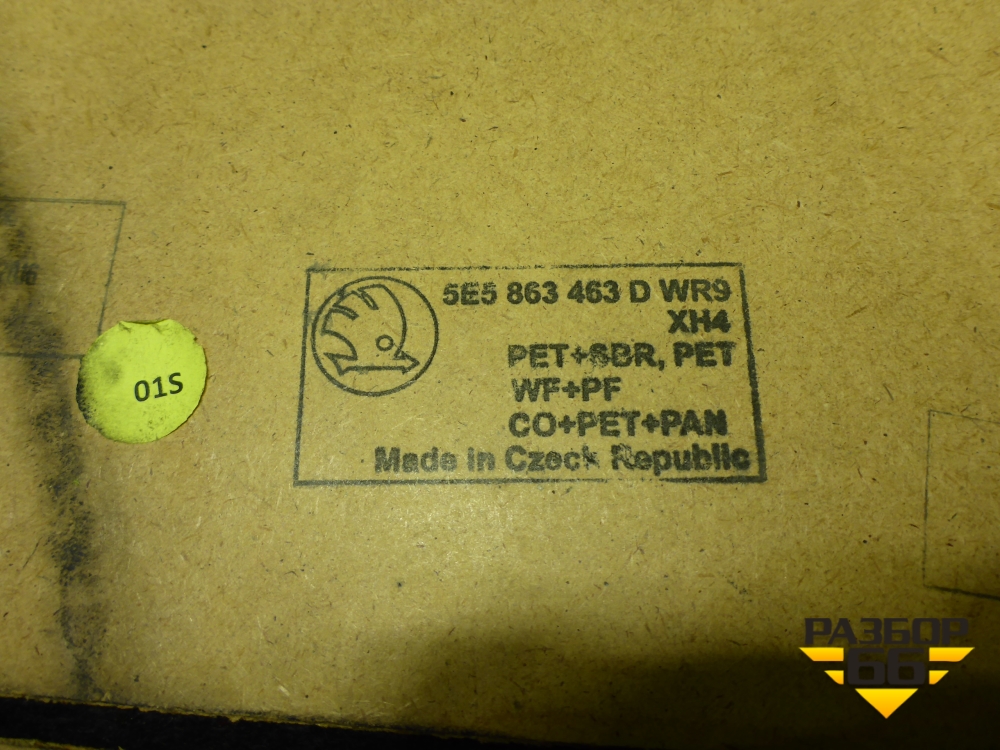 5E5 863 463 D WR9
XH4
PET+SBR, PET
WF+PF
CO+PET+PAN
Made in Czech Republic
01S
РАЗБОР
66